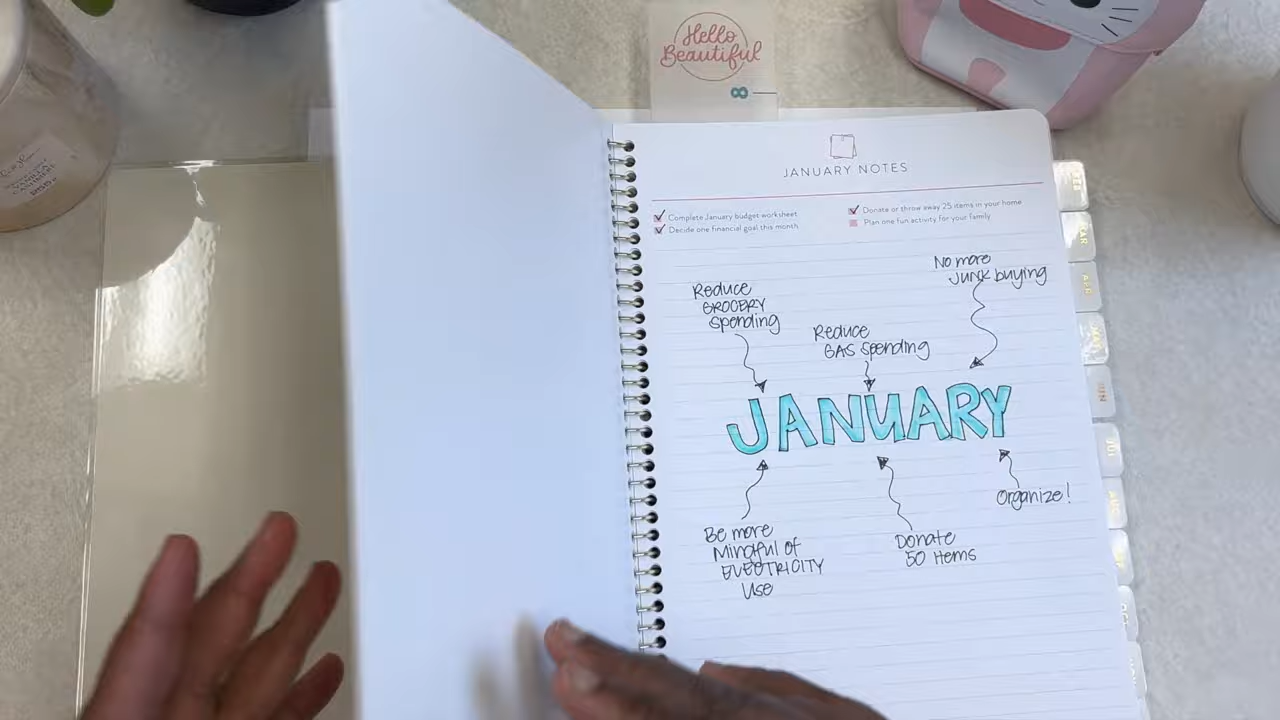 Hello
Beautiful
JANUARY NOTES
Complete January budget worksheet
Decide one financial goal this month
Donate or throw away 25 items in your home
Plan one fun activity for your family
No more
JUNK buying
Reduce
GROCERY
spending
Reduce
GAS spending
JANUARY
Organize!
Be more
Mindful of
ELECTRICITY
Use
Donate
50 Items